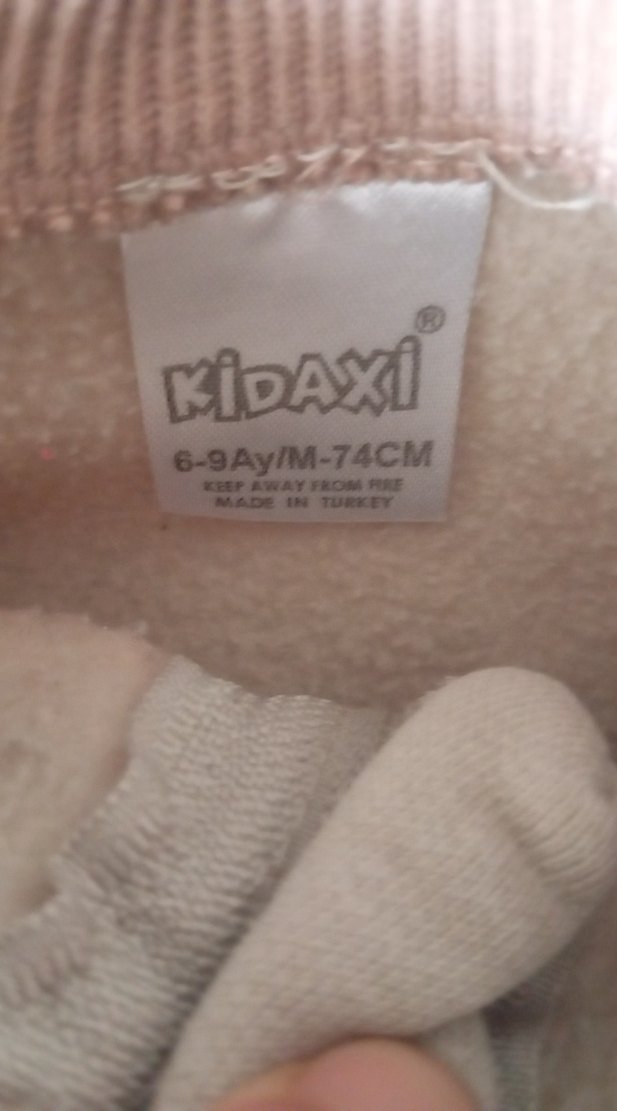 KiDAXi®
6-9Ay/M-74CM
KEEP AWAY FROM FIRE
MADE IN TURKEY